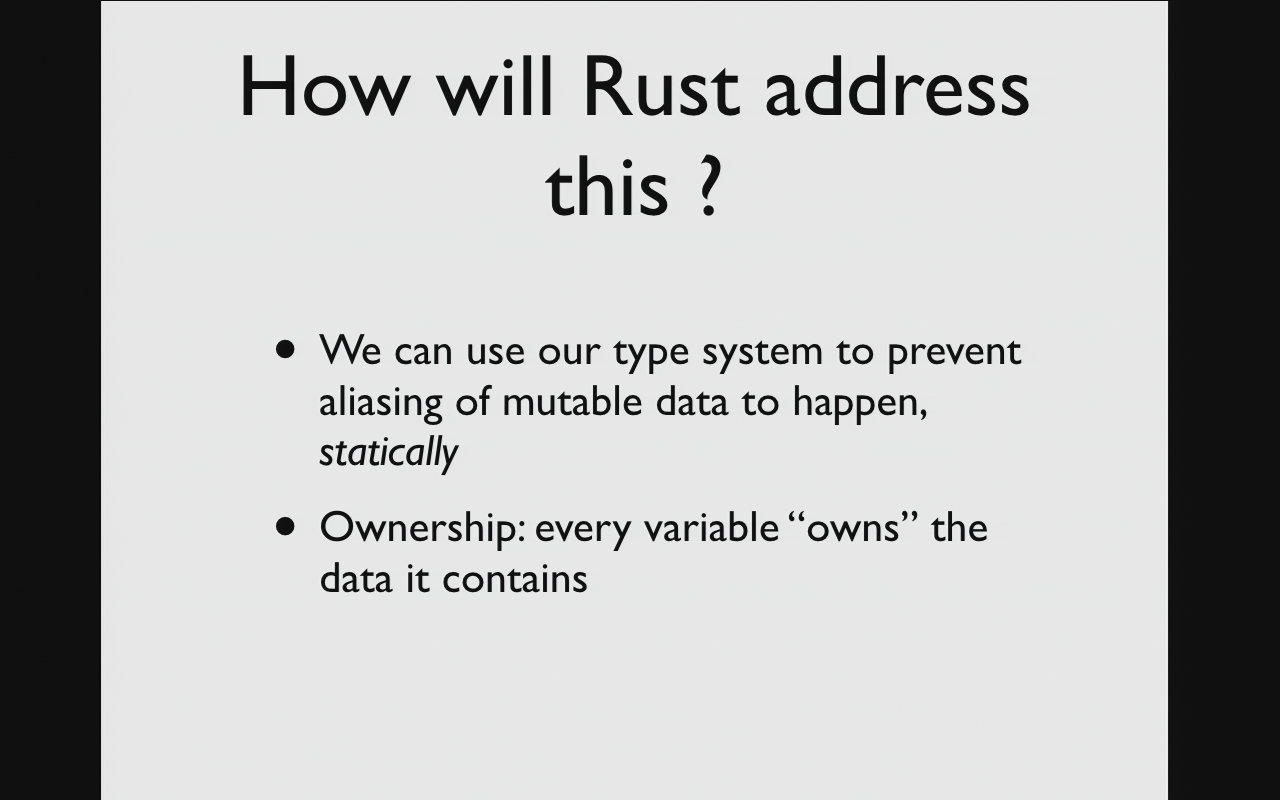 How will Rust address
this ?
• We can use our type system to prevent
aliasing of mutable data to happen,
statically
• Ownership: every variable “owns” the
data it contains